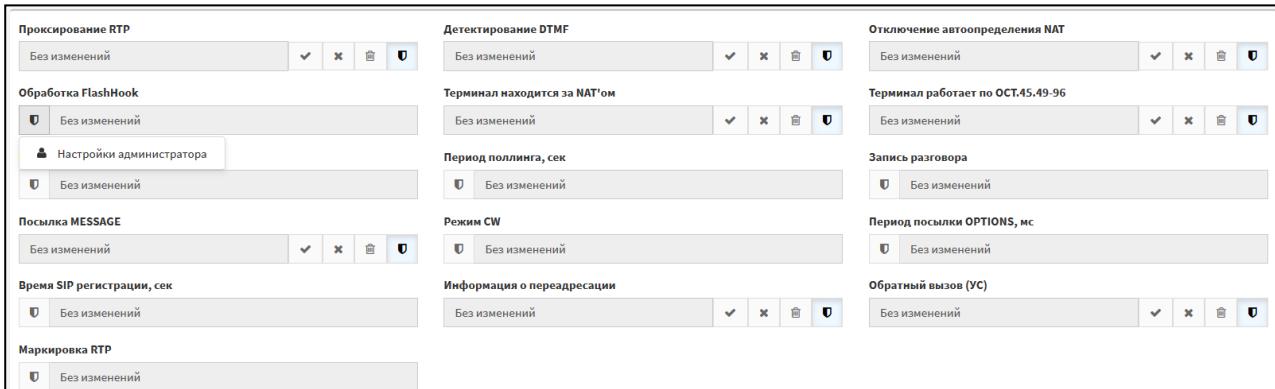 Проксирование RTP
Детектирование DTMF
Отключение автоопределения NAT
Без изменений
Без изменений
Без изменений
Обработка FlashHook
Терминал находится за NAT'ом
Терминал работает по ОСТ.45.49-96
Без изменений
Без изменений
Без изменений
Настройки администратора
Период поллинга, сек
Запись разговора
Без изменений
Без изменений
Без изменений
Посылка MESSAGE
Режим CW
Период посылки OPTIONS, мс
Без изменений
Без изменений
Без изменений
Время SIP регистрации, сек
Информация о переадресации
Обратный вызов (УС)
Без изменений
Без изменений
Без изменений
Маркировка RTP
Без изменений